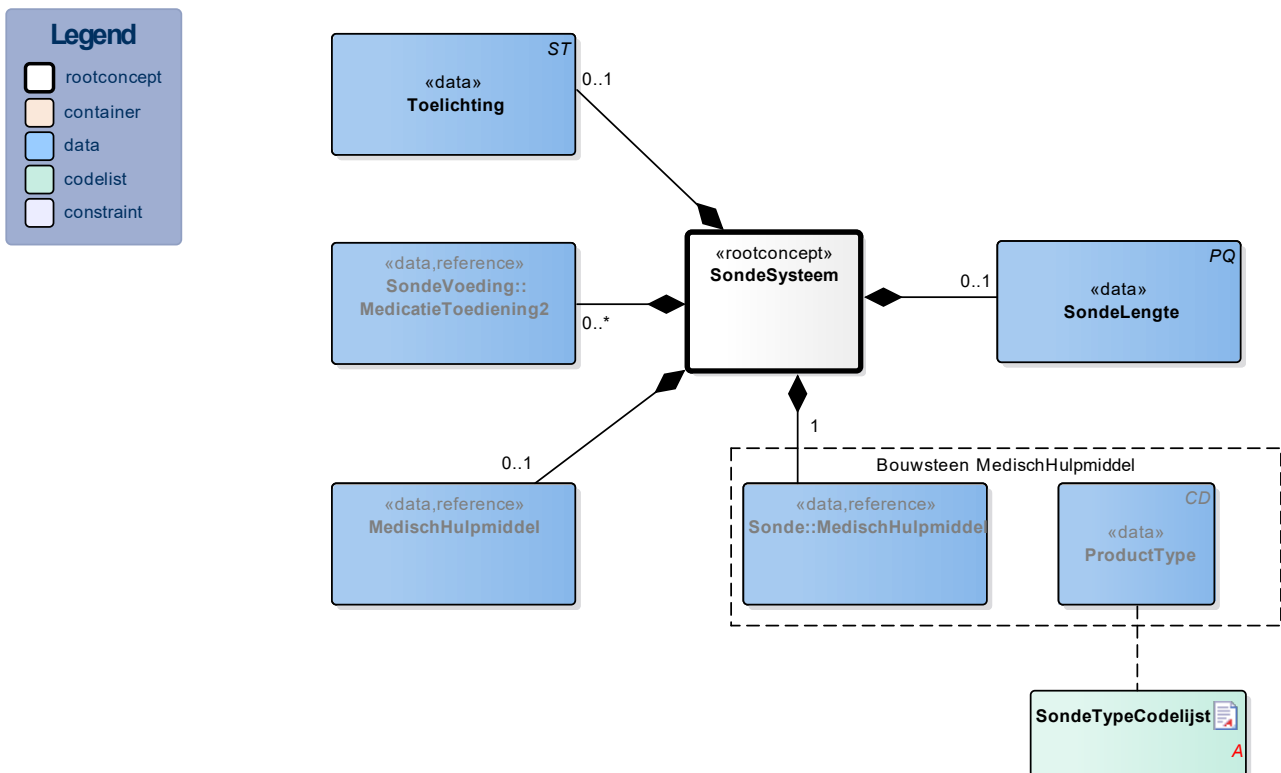 Legend
rootconcept
container
data
codelist
constraint
ST
«data»
Toelichting
0..1
«data,reference»
SondeVoeding::
MedicatieToediening2
0..*
«rootconcept»
SondeSysteem
PQ
«data»
SondeLengte
0..1
0..1
«data,reference»
MedischHulpmiddel
1
Bouwsteen MedischHulpmiddel
«data,reference»
Sonde::MedischHulpmiddel
CD
«data»
ProductType
SondeTypeCodelijst
A